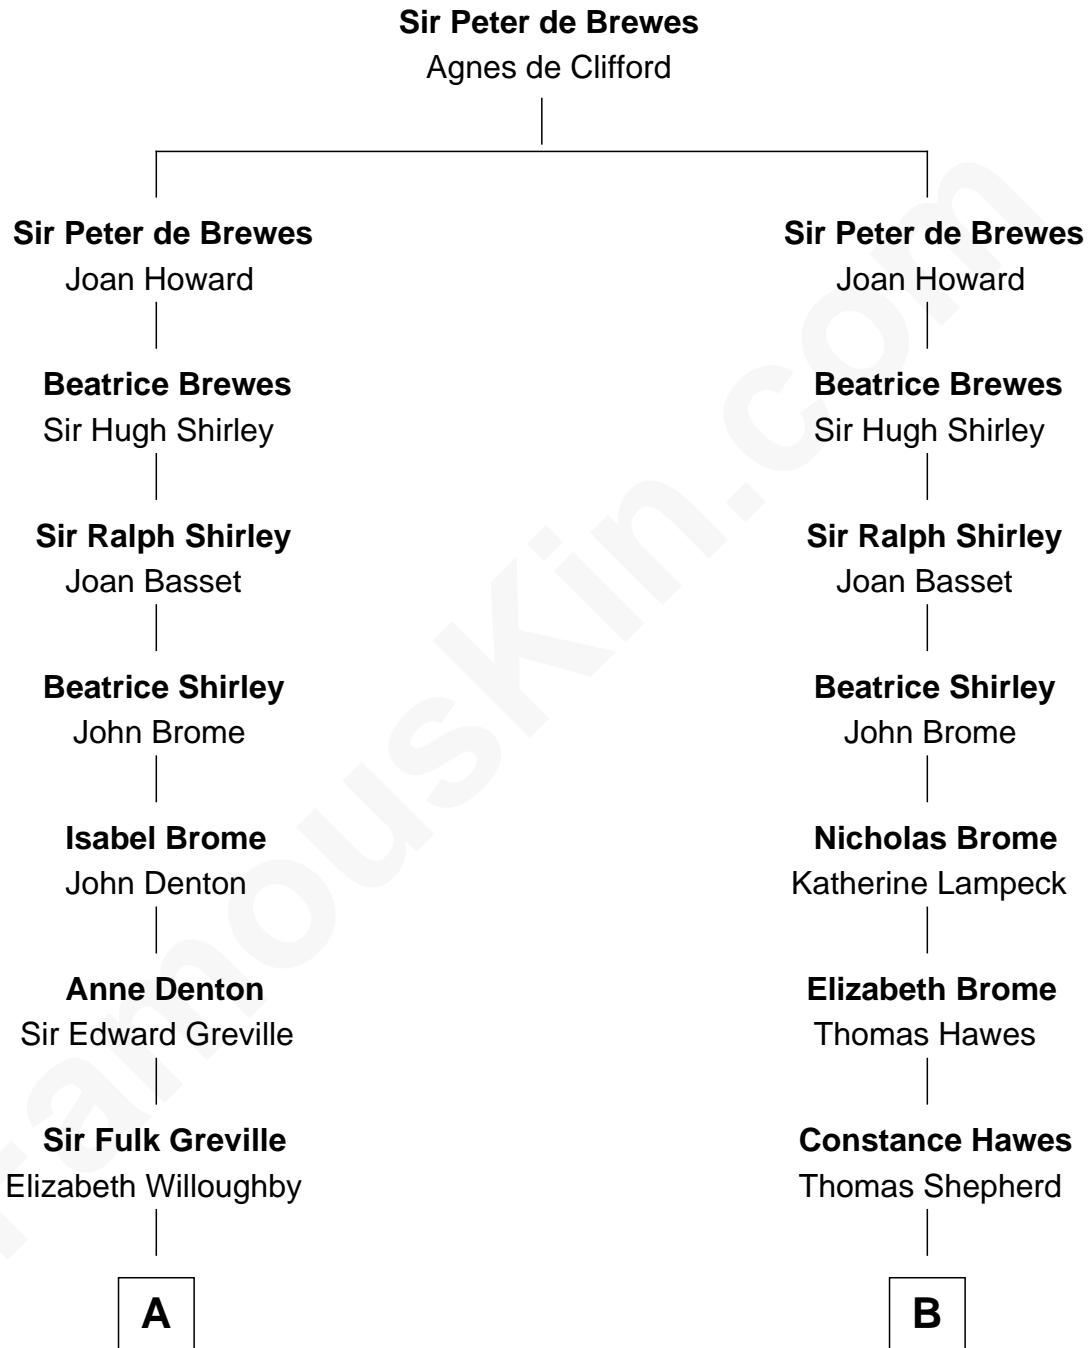 Sir Peter de Brewes
Agnes de Clifford
Sir Peter de Brewes
Joan Howard
Sir Peter de Brewes
Joan Howard
Beatrice Brewes
Sir Hugh Shirley
Beatrice Brewes
Sir Hugh Shirley
Sir Ralph Shirley
Joan Basset
Sir Ralph Shirley
Joan Basset
Beatrice Shirley
John Brome
Beatrice Shirley
John Brome
Isabel Brome
John Denton
Nicholas Brome
Katherine Lampeck
Anne Denton
Sir Edward Greville
Elizabeth Brome
Thomas Hawes
Sir Fulk Greville
Elizabeth Willoughby
Constance Hawes
Thomas Shepherd
A
B
FamousKin.com